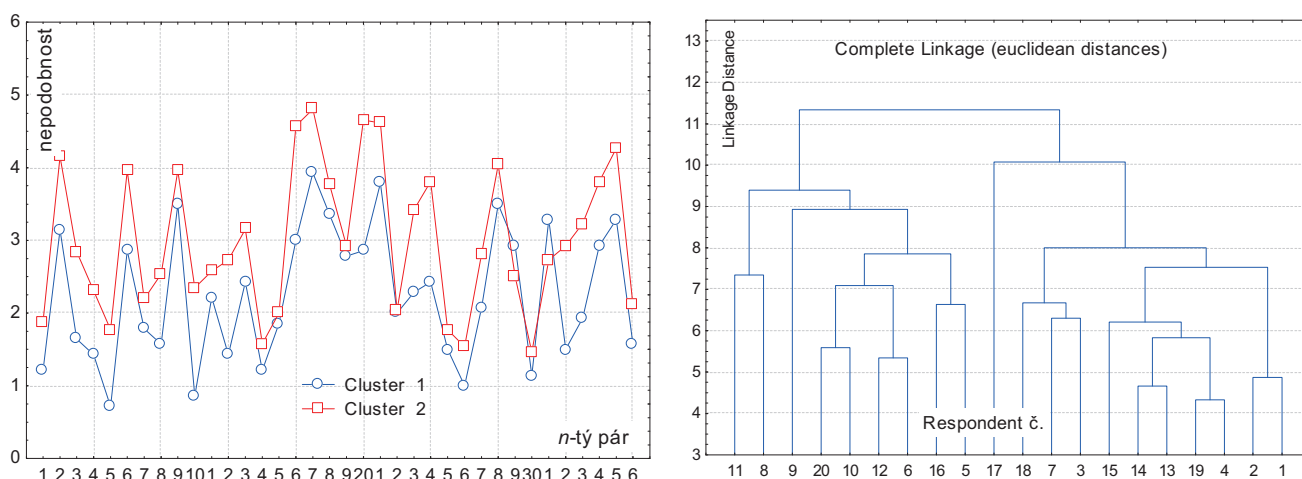 6
5
4
3
2
1
0
nepodobnost
Cluster 1
Cluster 2
n-tý pár
1 2 3 4 5 6 7 8 9 10 1 2 3 4 5 6 7 8 9 20 1 2 3 4 5 6 7 8 9 30 1 2 3 4 5 6
13
12
11
10
9
8
7
6
5
4
3
Linkage Distance
Complete Linkage (euclidean distances)
Respondent č.
11 8 9 20 10 12 6 16 5 17 18 7 3 15 14 13 19 4 2 1